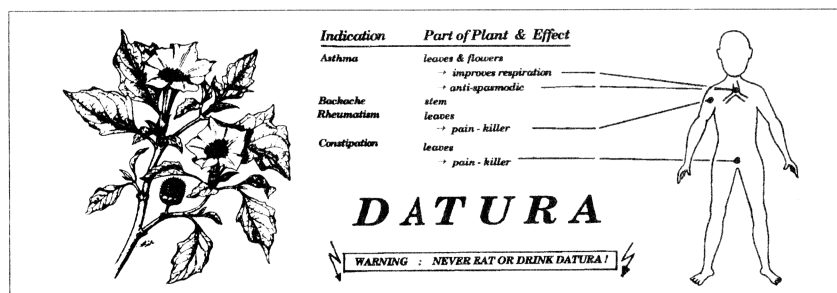 Indication Part of Plant & Effect
Asthma leaves & flowers
→ improves respiration
→ anti-spasmodic
Backache stem
Rheumatism leaves
→ pain - killer
Constipation leaves
→ pain - killer
DATURA
WARNING : NEVER EAT OR DRINK DATURA !